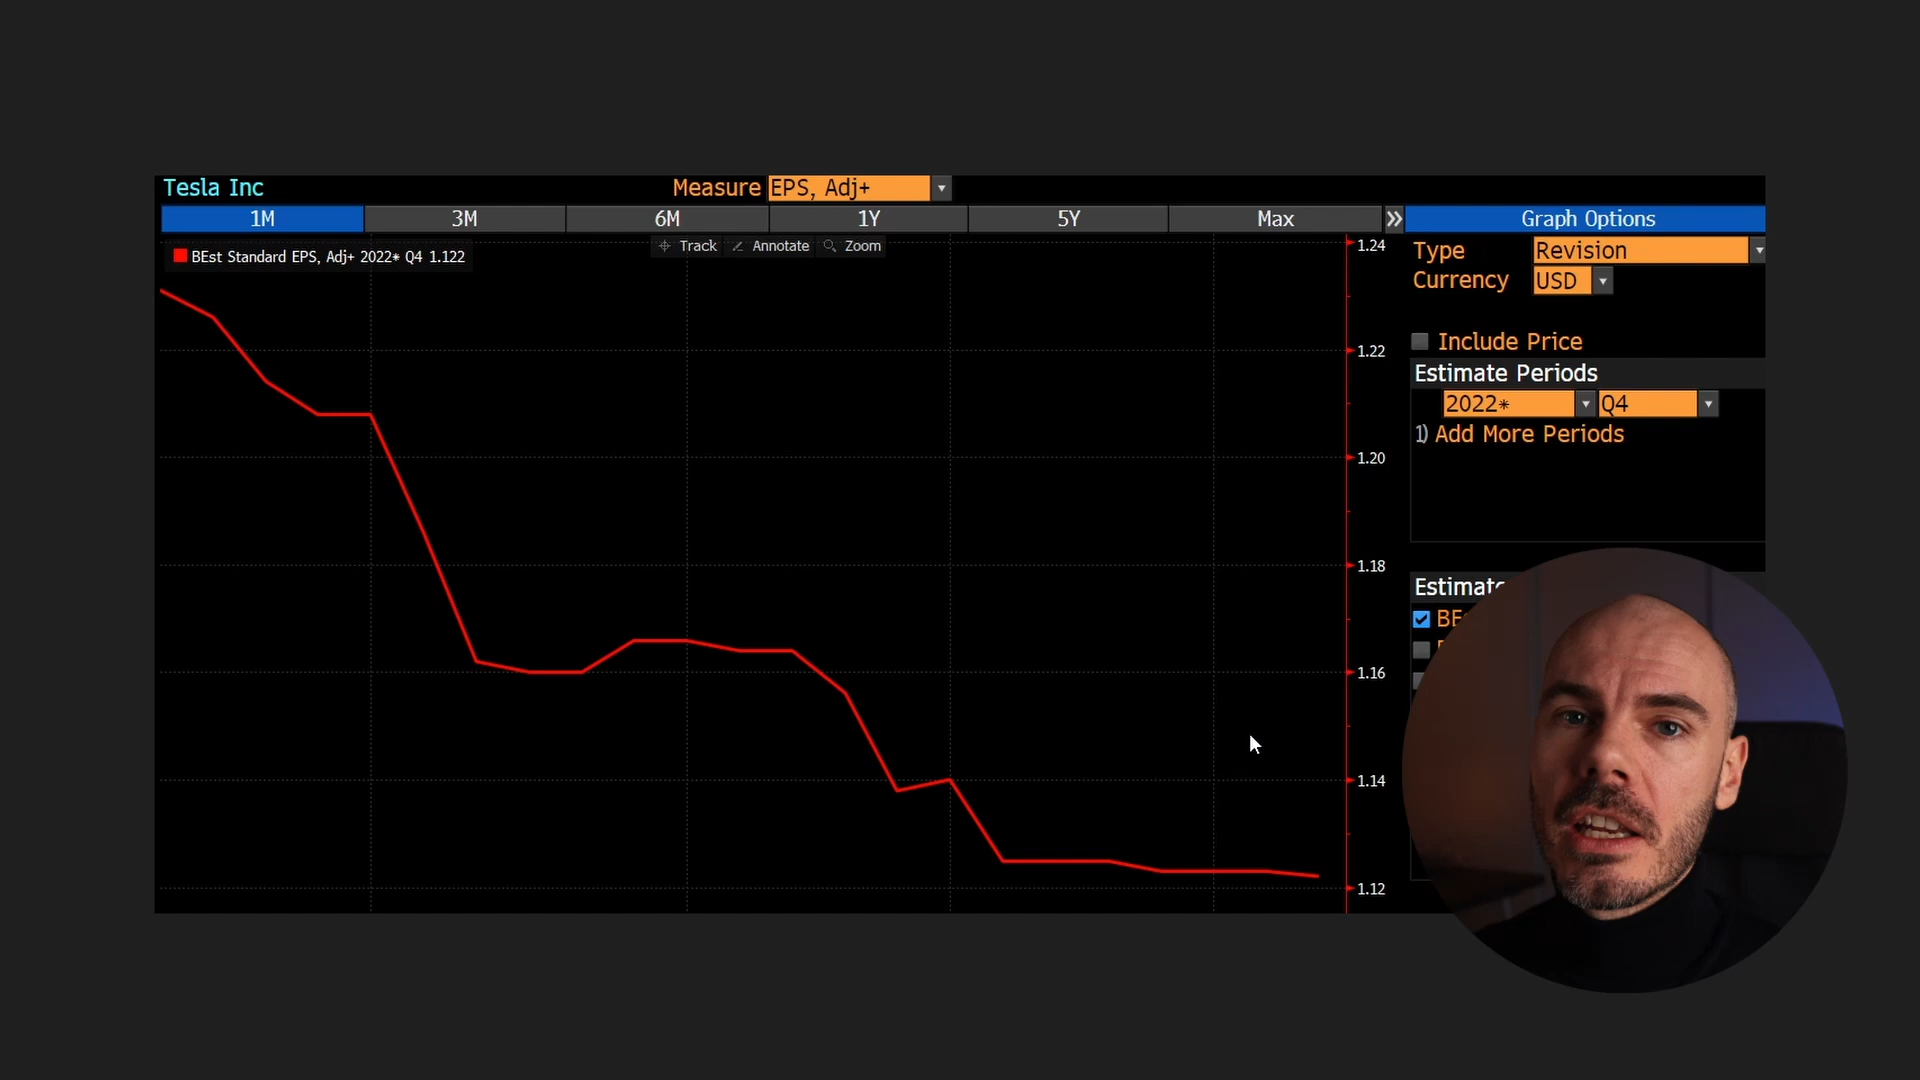 Tesla Inc Measure EPS, Adj+
1M 3M 6M 1Y 5Y Max » Graph Options
Track Annotate Zoom
BEst Standard EPS, Adj+ 2022* Q4 1.122
1.24
1.22
1.20
1.18
1.16
1.14
1.12
Type Revision
Currency USD
Include Price
Estimate Periods
2022* Q4
1) Add More Periods